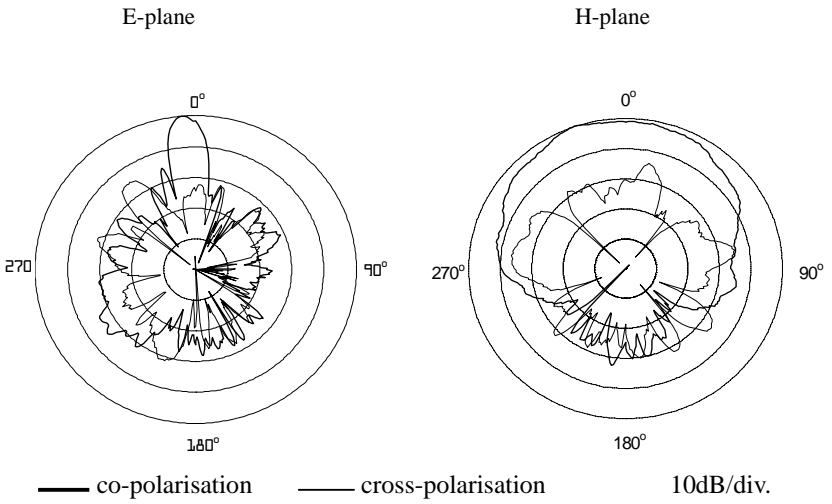 E-plane H-plane
0° 0°
270 90° 270° 90°
180° 180°
co-polarisation cross-polarisation 10dB/div.